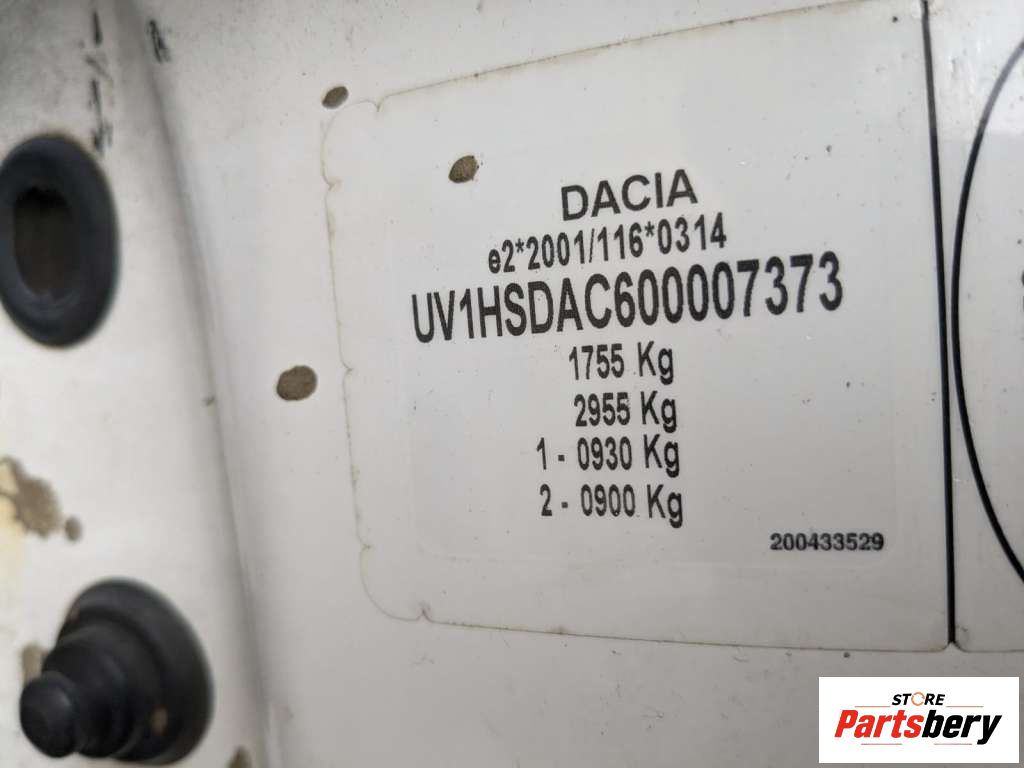 DACIA
e2*2001/116*0314
UV1HSDAC600007373
1755 Kg
2955 Kg
1 - 0930 Kg
2 - 0900 Kg
200433529
STORE
Partsbery